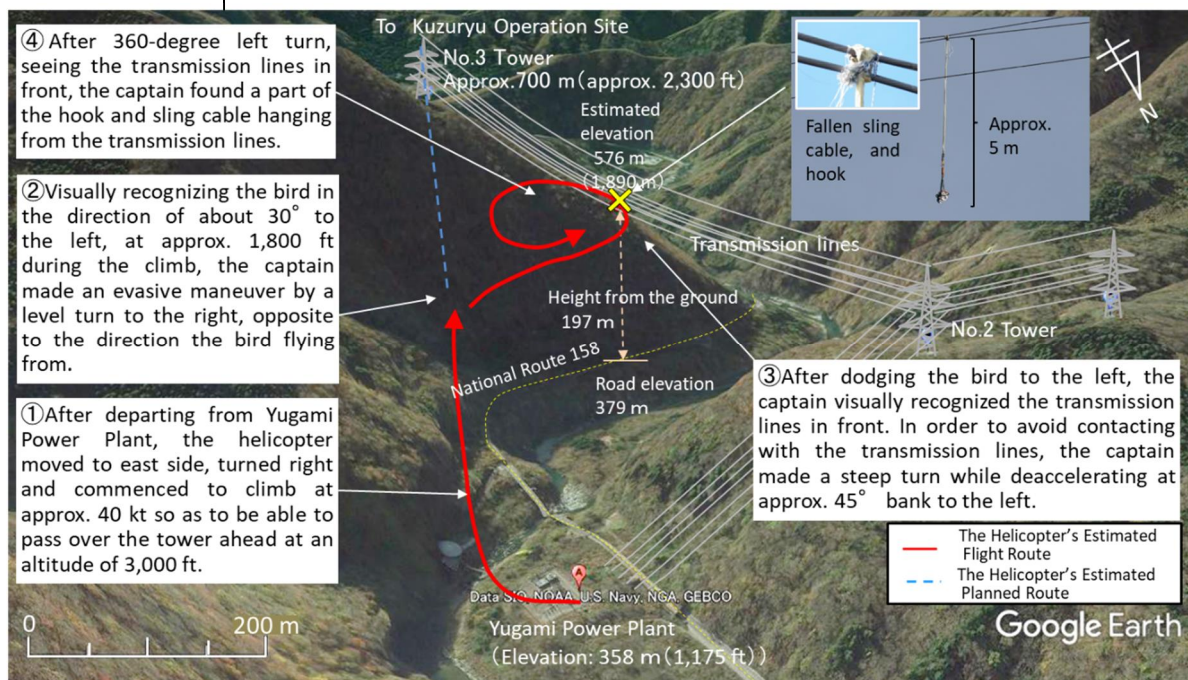 To Kuzuryu Operation Site
④ After 360-degree left turn,
seeing the transmission lines in
front, the captain found a part of
the hook and sling cable hanging
from the transmission lines.
No.3 Tower
Approx.700 m(approx. 2,300 ft)
Estimated
elevation
576 m
(1,890 m)
Fallen sling
cable, and
hook
Approx.
5 m
N
②Visually recognizing the bird in
the direction of about 30° to
the left, at approx. 1,800 ft
during the climb, the captain
made an evasive maneuver by a
level turn to the right, opposite
to the direction the bird flying
from.
Transmission lines
Height from the ground
197 m
No.2 Tower
National Route 158
Road elevation
379 m
③After dodging the bird to the left, the
captain visually recognized the transmission
lines in front. In order to avoid contacting
with the transmission lines, the captain
made a steep turn while deaccelerating at
approx. 45° bank to the left.
①After departing from Yugami
Power Plant, the helicopter
moved to east side, turned right
and commenced to climb at
approx. 40 kt so as to be able to
pass over the tower ahead at an
altitude of 3,000 ft.
The Helicopter's Estimated
Flight Route
The Helicopter's Estimated
Planned Route
A
Data SIO, NOAA, U.S. Navy, NGA, GEBCO
Yugami Power Plant
(Elevation: 358 m(1,175 ft))
0 200 m
Google Earth